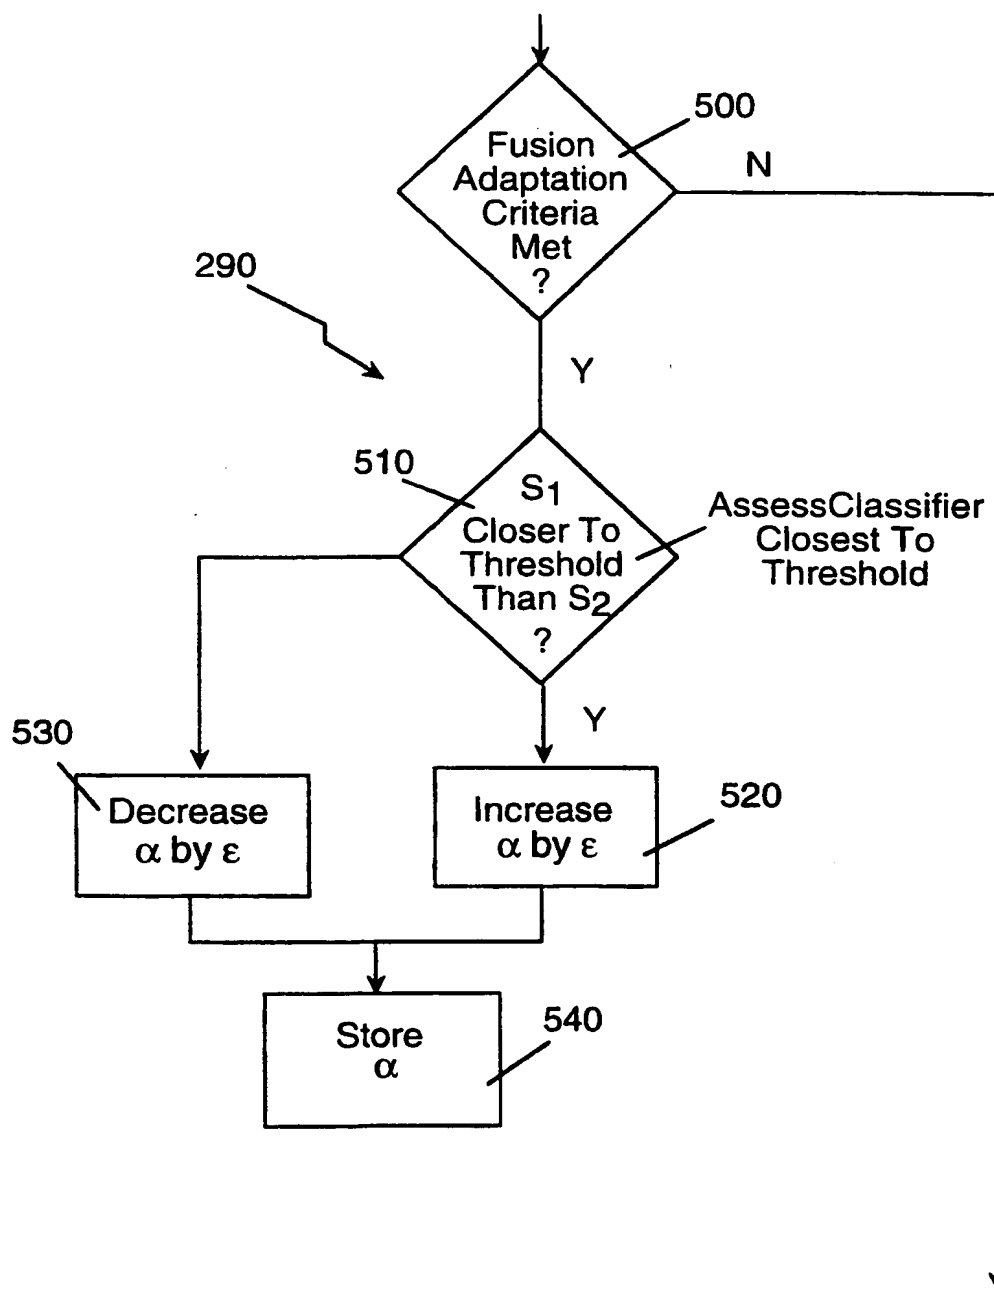 500
Fusion
Adaptation
Criteria
Met
?
N
290
Y
510
S1
Closer To
Threshold
Than S2
?
AssessClassifier
Closest To
Threshold
Y
530
Decrease
α by ε
Increase
α by ε
520
Store
α
540